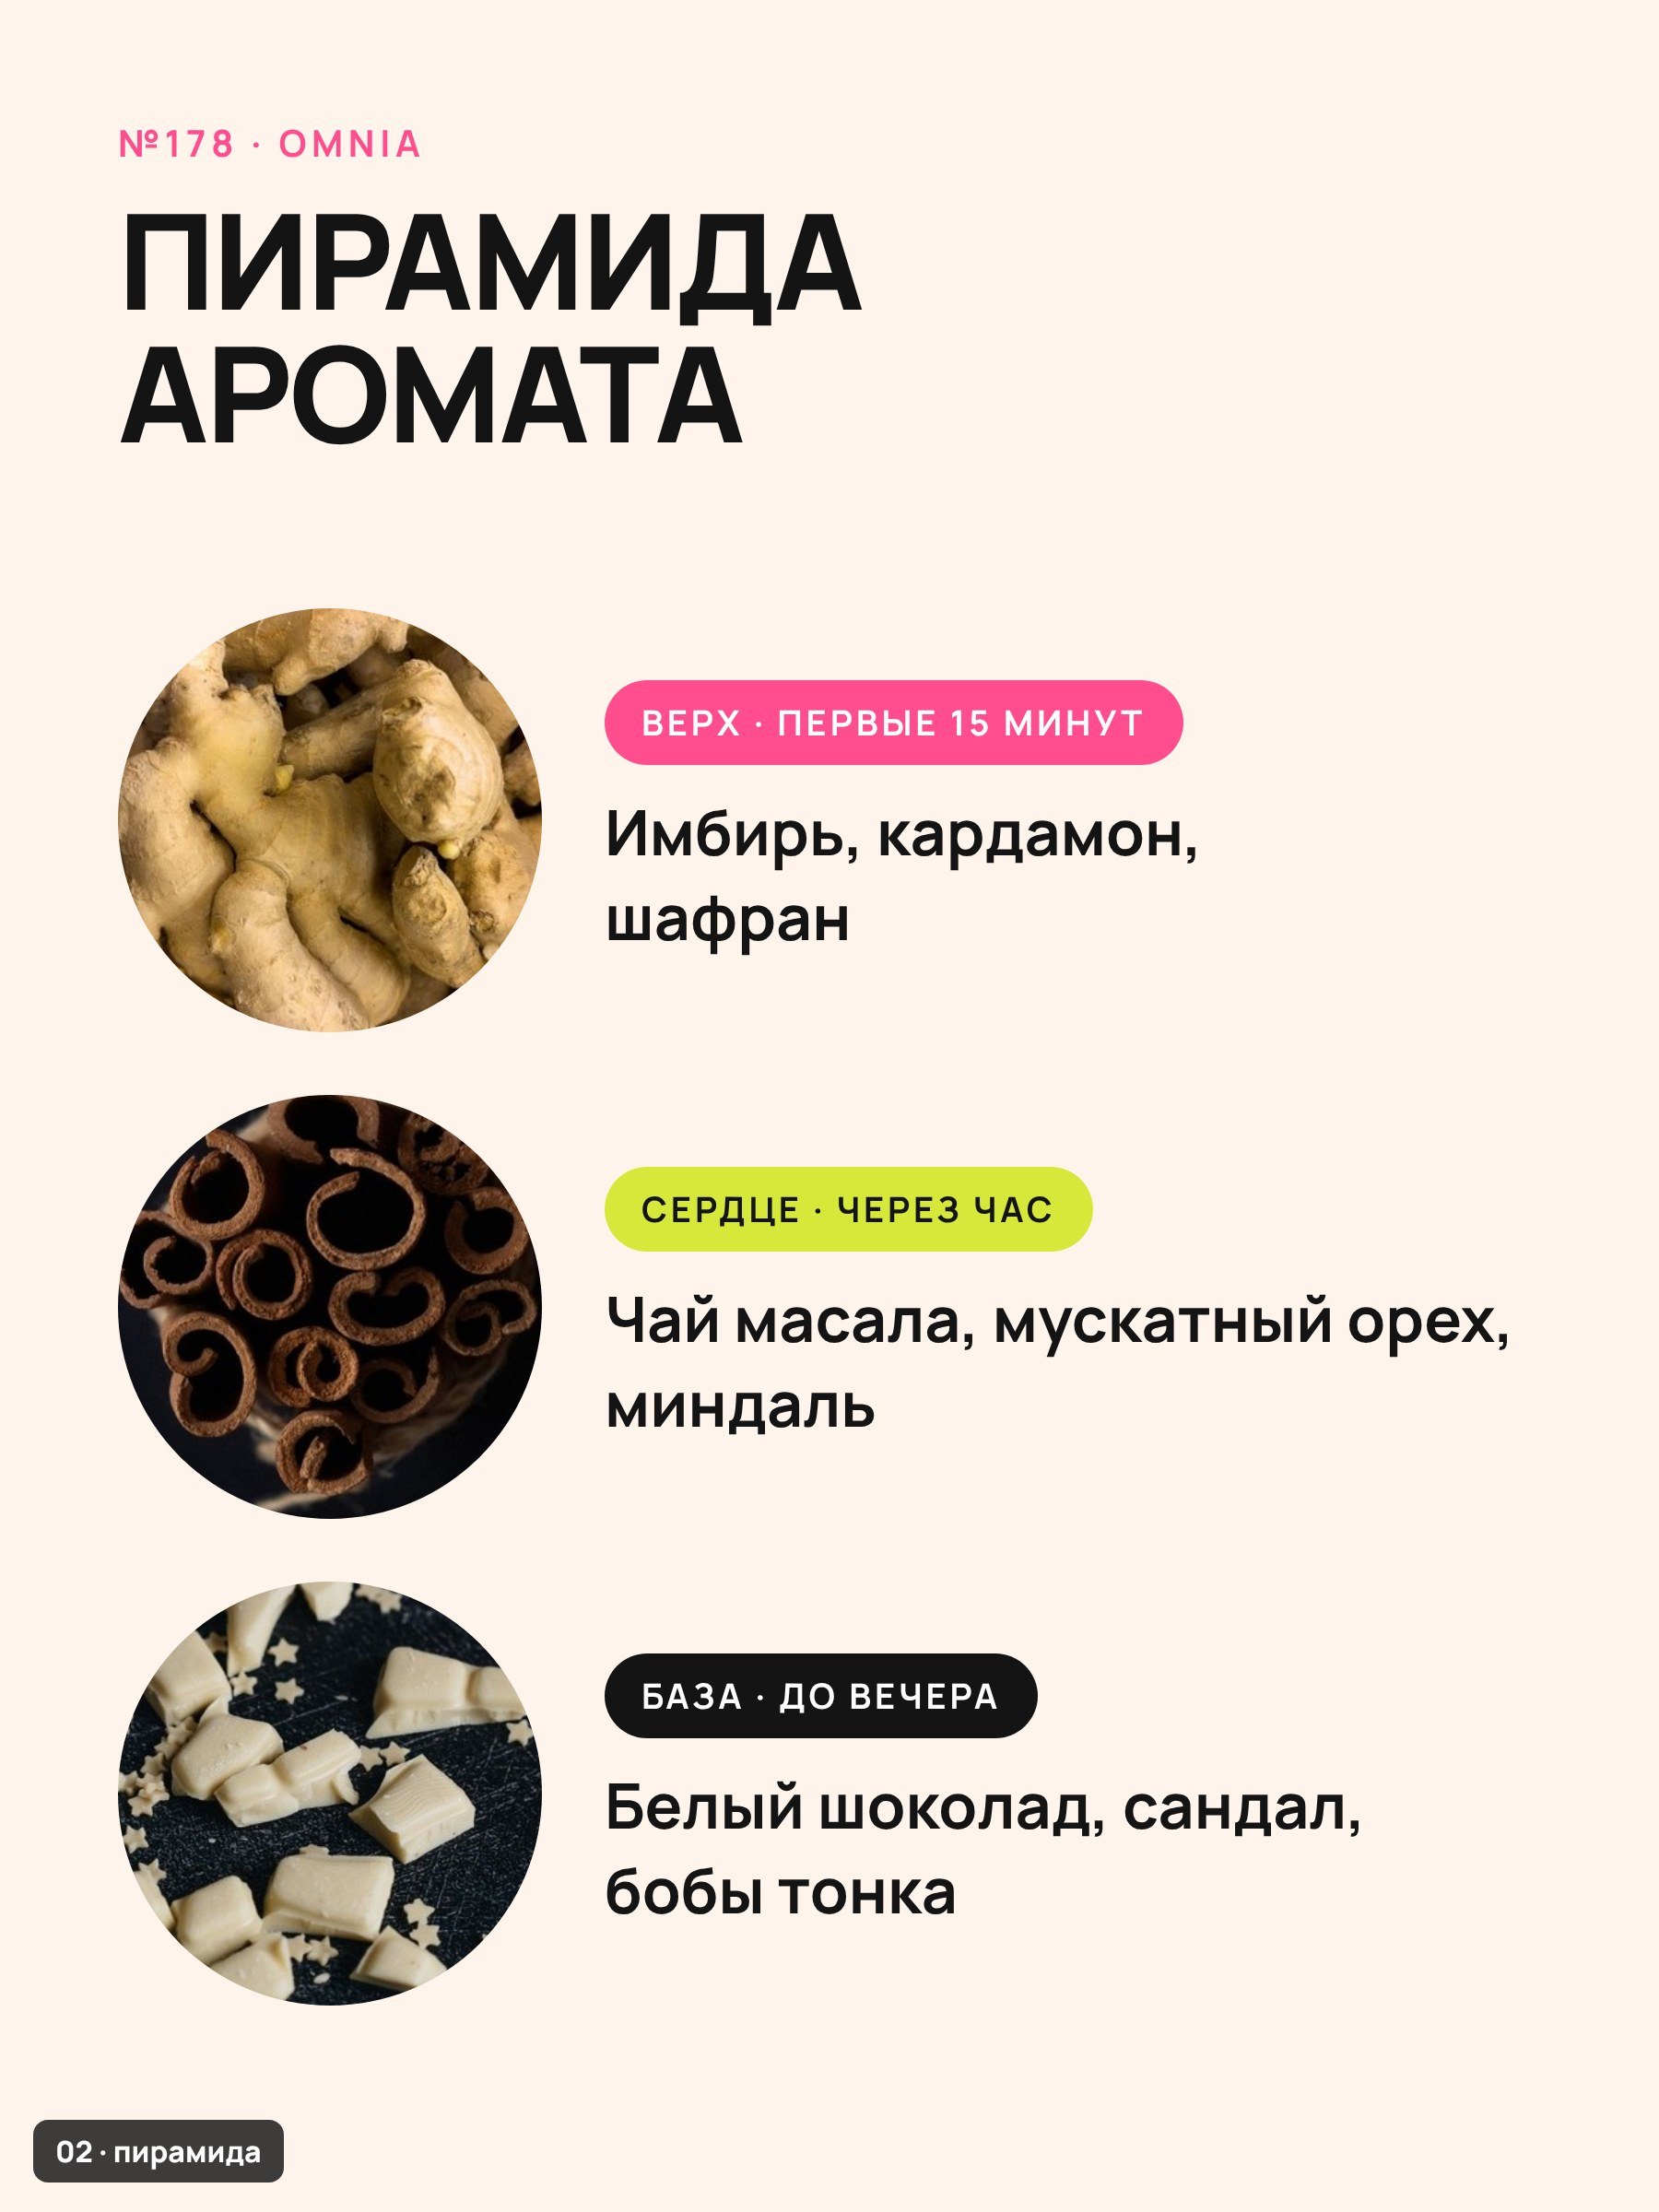 №178 · OMNIA
ПИРАМИДА
АРОМАТА
ВЕРХ · ПЕРВЫЕ 15 МИНУТ
Имбирь, кардамон,
шафран
СЕРДЦЕ · ЧЕРЕЗ ЧАС
Чай масала, мускатный орех,
миндаль
БАЗА · ДО ВЕЧЕРА
Белый шоколад, сандал,
бобы тонка
02 · пирамида